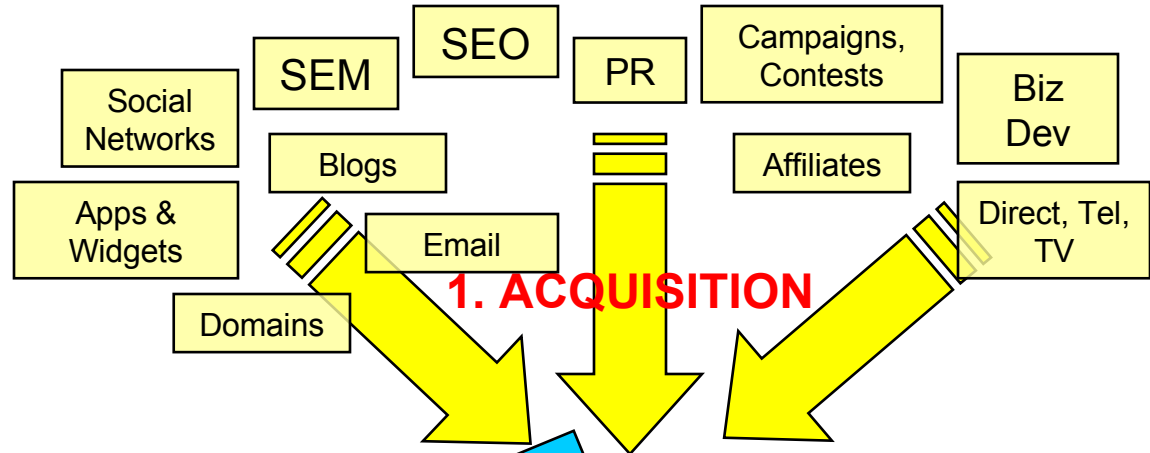 SEO
SEM
PR
Campaigns,
Contests
Biz
Dev
Social
Networks
Blogs
Affiliates
Apps &
Widgets
Email
Direct, Tel,
TV
1. ACQUISITION
Domains